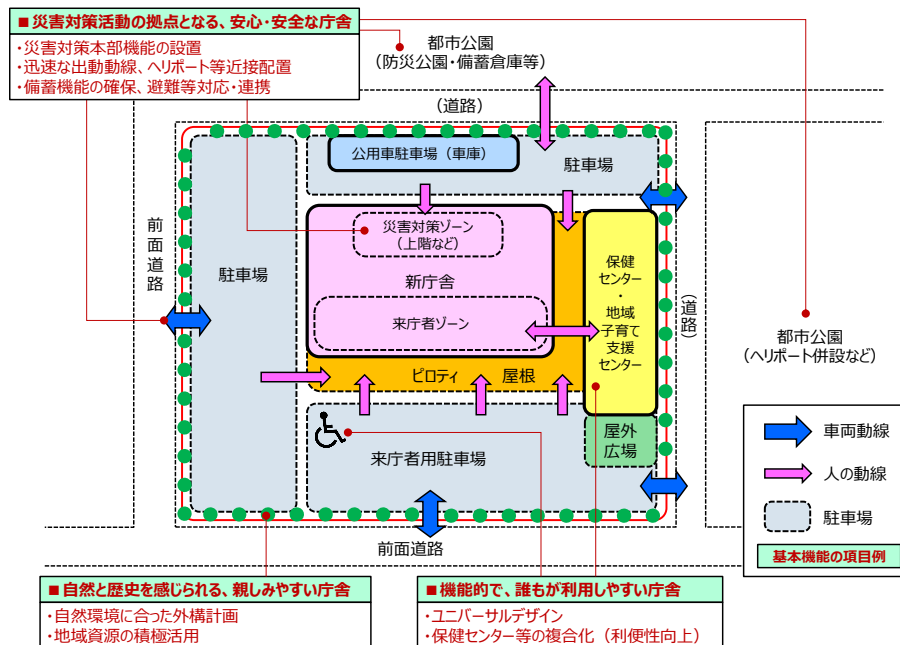 ■災害対策活動の拠点となる、安心・安全な庁舎
・災害対策本部機能の設置
・迅速な出動動線、ヘリポート等近接配置
・備蓄機能の確保、避難等対応・連携
都市公園
（防災公園・備蓄倉庫等）
（道路）
公用車駐車場（車庫）
駐車場
前面道路
駐車場
災害対策ゾーン
（上階など）
新庁舎
来庁者ゾーン
保健
センター
・
地域
子育て
支援
センター
（道路）
都市公園
（ヘリポート併設など）
ピロティ 屋根
来庁者用駐車場
屋外
広場
前面道路
車両動線
人の動線
駐車場
基本機能の項目例
■自然と歴史を感じられる、親しみやすい庁舎
・自然環境に合った外構計画
・地域資源の積極活用
■機能的で、誰もが利用しやすい庁舎
・ユニバーサルデザイン
・保健センター等の複合化（利便性向上）